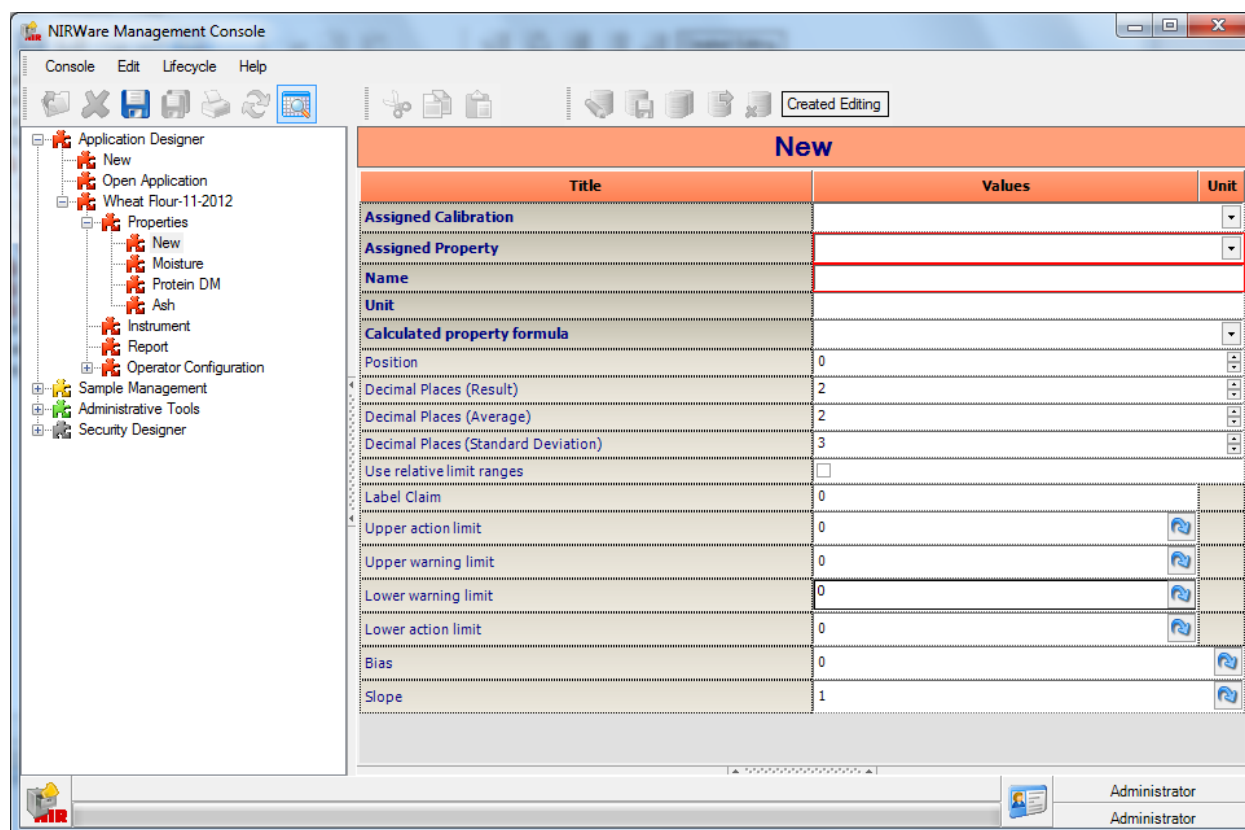 NIRWare Management Console
Console Edit Lifecycle Help
Created Editing
Application Designer
New
Open Application
Wheat Flour-11-2012
Properties
New
Moisture
Protein DM
Ash
Instrument
Report
Operator Configuration
Sample Management
Administrative Tools
Security Designer
New
Title Values Unit
Assigned Calibration
Assigned Property
Name
Unit
Calculated property formula
Position 0
Decimal Places (Result) 2
Decimal Places (Average) 2
Decimal Places (Standard Deviation) 3
Use relative limit ranges
Label Claim 0
Upper action limit 0
Upper warning limit 0
Lower warning limit 0
Lower action limit 0
Bias 0
Slope 1
NIR
Administrator
Administrator